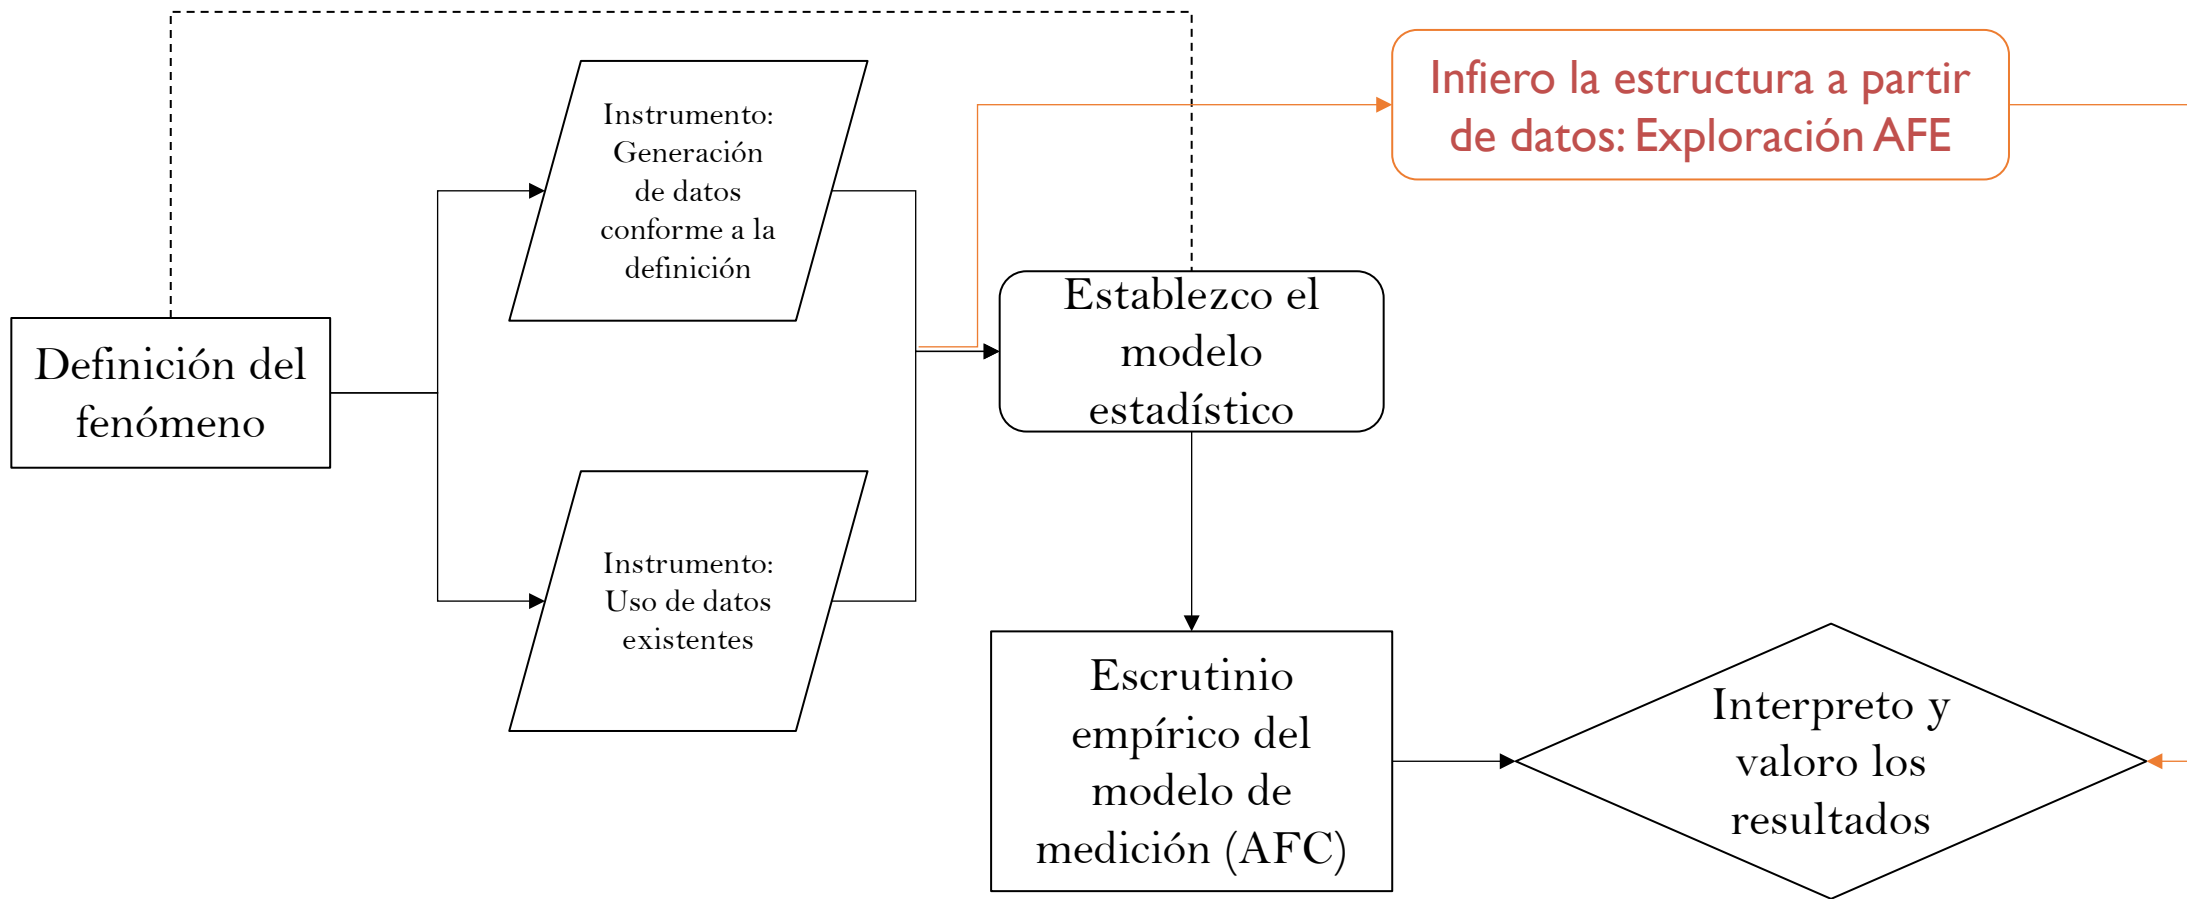 Infiero la estructura a partir
de datos: Exploración AFE
Instrumento:
Generación
de datos
conforme a la
definición
Establezco el
modelo
estadístico
Definición del
fenómeno
Instrumento:
Uso de datos
existentes
Escrutinio
empírico del
modelo de
medición (AFC)
Interpreto y
valoro los
resultados